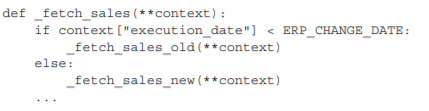 def _fetch_sales(**context):
    if context["execution_date"] < ERP_CHANGE_DATE:
        _fetch_sales_old(**context)
    else:
        _fetch_sales_new(**context)
    ...